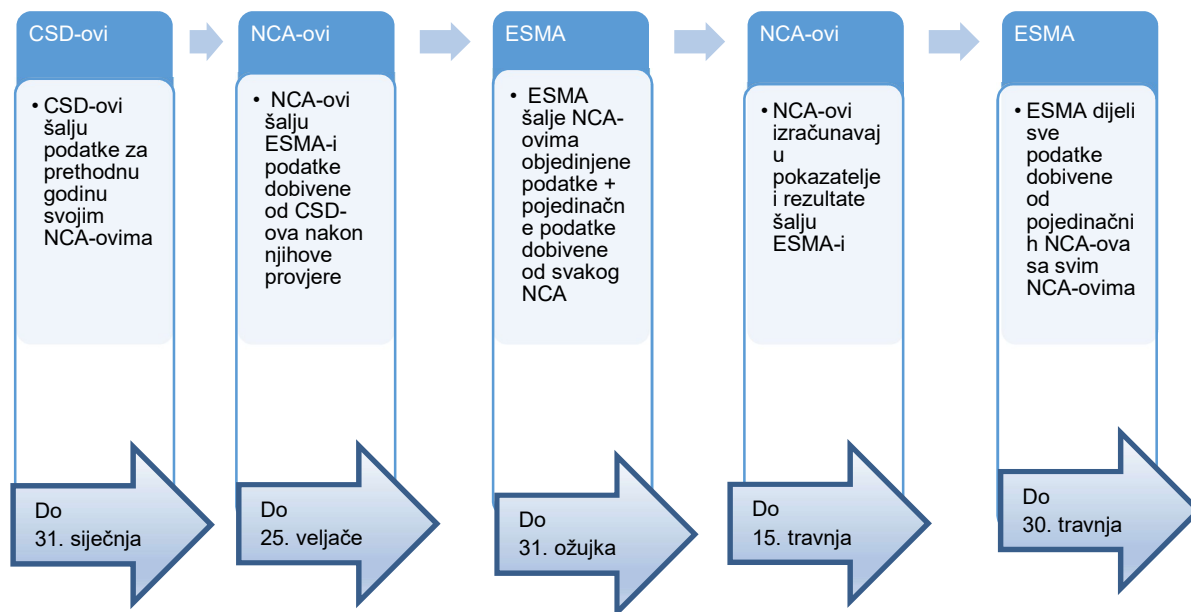 CSD-ovi
• CSD-ovi
šalju
podatke za
prethodnu
godinu
svojim
NCA-ovima
Do
31. siječnja
NCA-ovi
• NCA-ovi
šalju
ESMA-i
podatke
dobivene
od CSD-
ova nakon
njihove
provjere
Do
25. veljače
ESMA
• ESMA
šalje NCA-
ovima
objedinjene
podatke +
pojedinačn
e podatke
dobivene
od svakog
NCA
Do
31. ožujka
NCA-ovi
• NCA-ovi
izračunavaj
u
pokazatelje
i rezultate
šalju
ESMA-i
Do
15. travnja
ESMA
• ESMA dijeli
sve
podatke
dobivene
od
pojedinačni
h NCA-ova
sa svim
NCA-ovima
Do
30. travnja